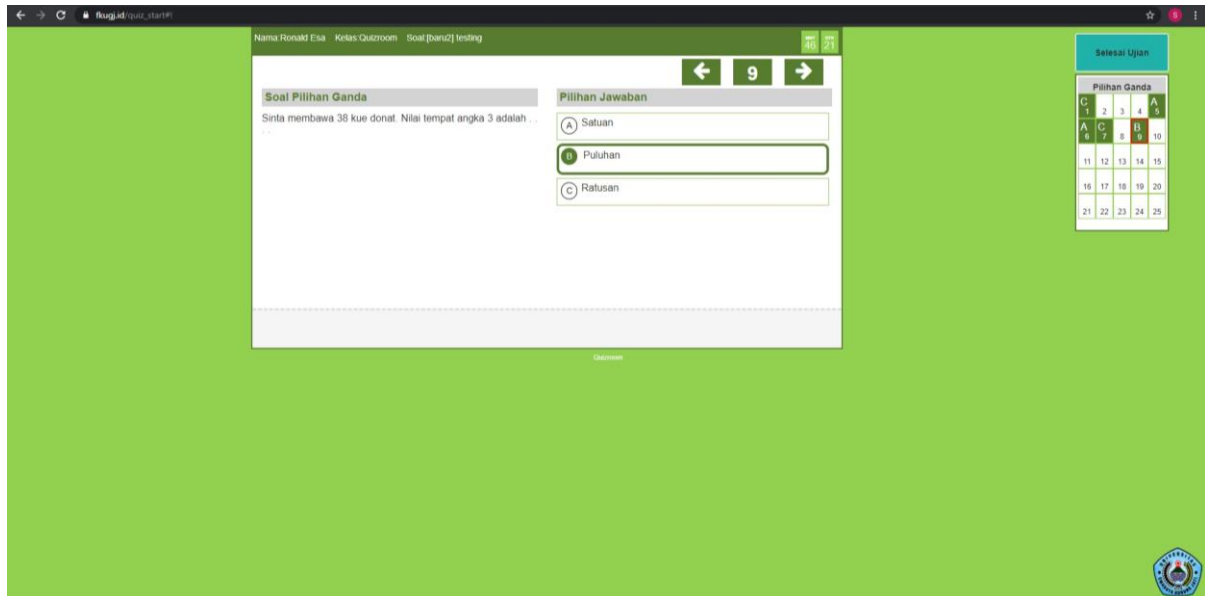 fkugj.id/quiz_start#!
S
Nama:Ronald Esa Kelas:Quizroom Soal:[baru2] testing
46 21
9
Soal Pilihan Ganda
Sinta membawa 38 kue donat. Nilai tempat angka 3 adalah . .
. .
Pilihan Jawaban
A Satuan
B Puluhan
C Ratusan
Quizroom
Selesai Ujian
Pilihan Ganda
C A
1 2 3 4 5
A C B
6 7 8 9 10
11 12 13 14 15
16 17 18 19 20
21 22 23 24 25